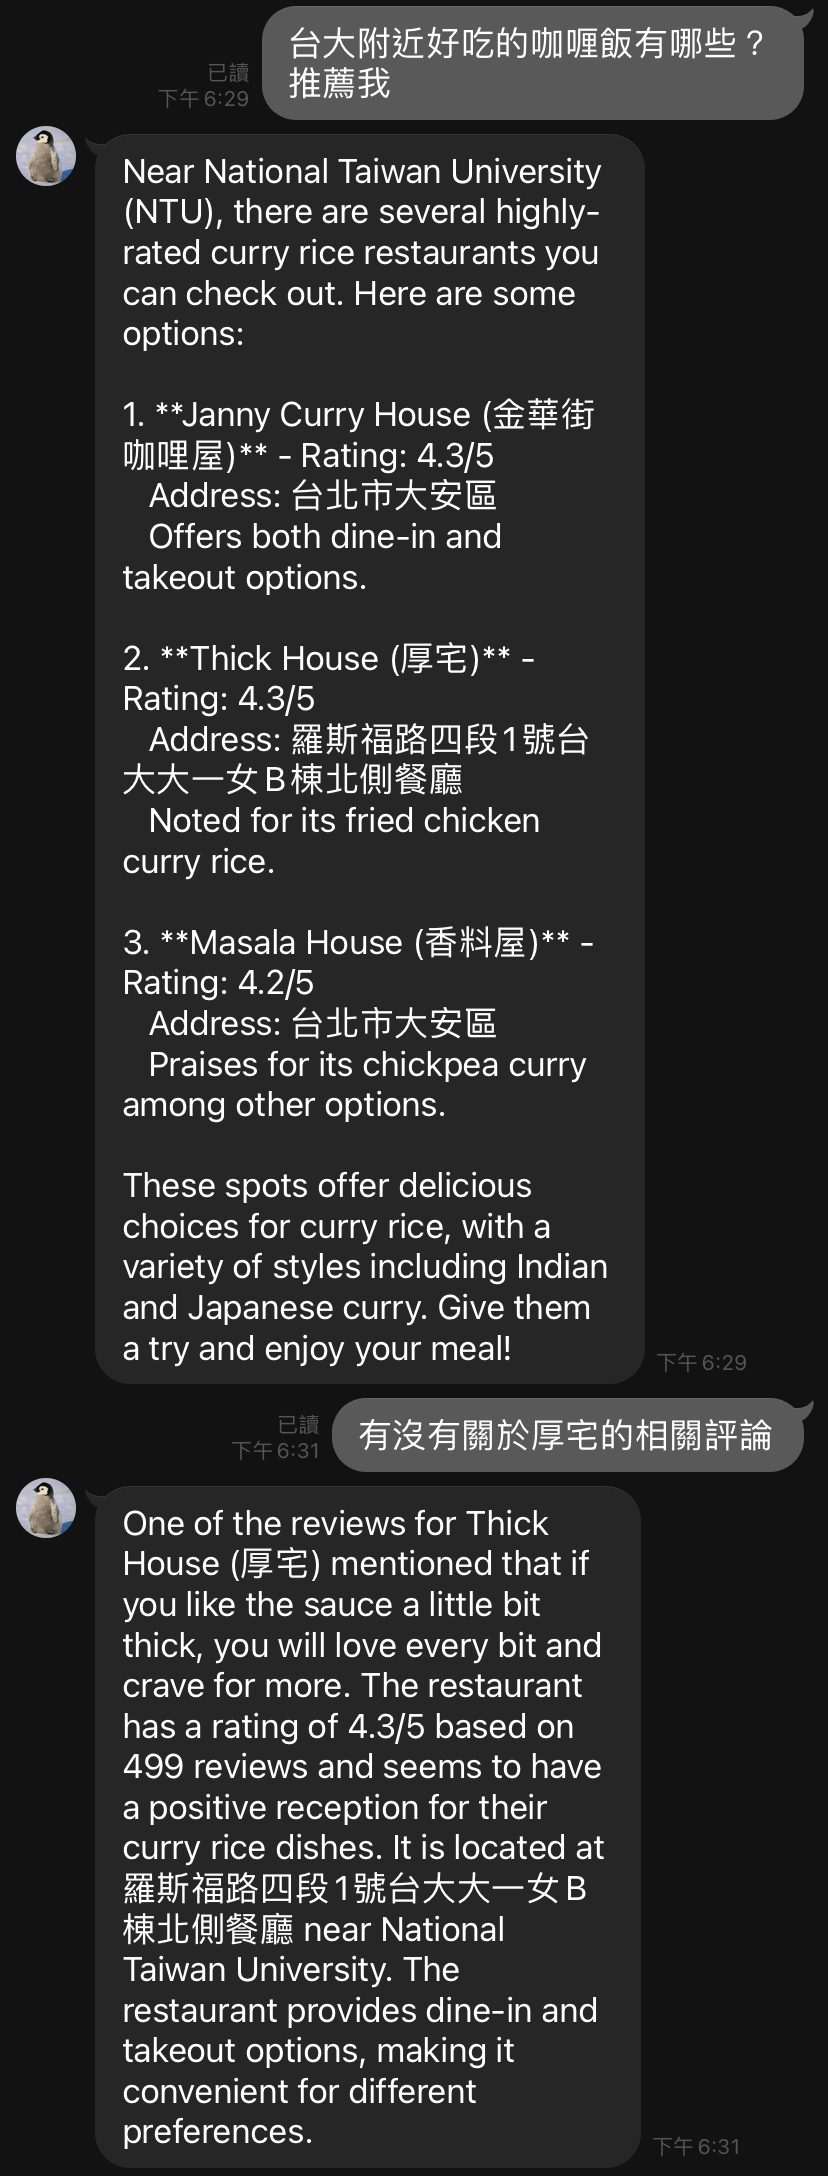 台大附近好吃的咖喱飯有哪些？
推薦我
已讀
下午 6:29
Near National Taiwan University
(NTU), there are several highly-
rated curry rice restaurants you
can check out. Here are some
options:
1. **Janny Curry House (金華街
咖哩屋)** - Rating: 4.3/5
Address: 台北市大安區
Offers both dine-in and
takeout options.
2. **Thick House (厚宅)** -
Rating: 4.3/5
Address: 羅斯福路四段1號台
大大一女B棟北側餐廳
Noted for its fried chicken
curry rice.
3. **Masala House (香料屋)** -
Rating: 4.2/5
Address: 台北市大安區
Praises for its chickpea curry
among other options.
These spots offer delicious
choices for curry rice, with a
variety of styles including Indian
and Japanese curry. Give them
a try and enjoy your meal!
下午 6:29
已讀
下午 6:31
有沒有關於厚宅的相關評論
One of the reviews for Thick
House (厚宅) mentioned that if
you like the sauce a little bit
thick, you will love every bit and
crave for more. The restaurant
has a rating of 4.3/5 based on
499 reviews and seems to have
a positive reception for their
curry rice dishes. It is located at
羅斯福路四段1號台大大一女B
棟北側餐廳 near National
Taiwan University. The
restaurant provides dine-in and
takeout options, making it
convenient for different
preferences.
下午 6:31